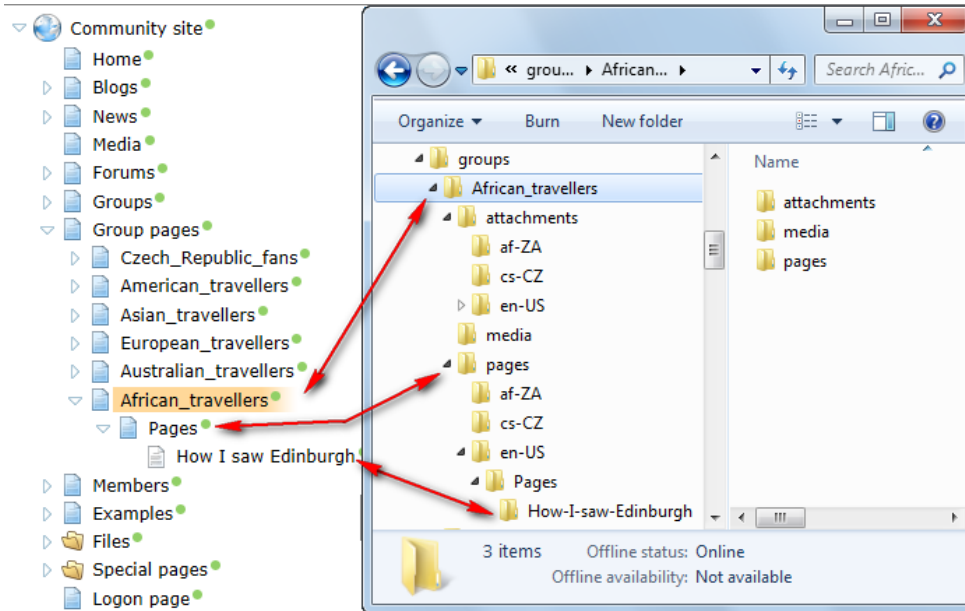 Community site
Home
Blogs
News
Media
Forums
Groups
Group pages
Czech_Republic_fans
American_travellers
Asian_travellers
European_travellers
Australian_travellers
African_travellers
Pages
How I saw Edinburgh
Members
Examples
Files
Special pages
Logon page
« grou... African...
Search Afric...
Organize Burn New folder
groups
African_travellers
attachments
af-ZA
cs-CZ
en-US
media
pages
af-ZA
cs-CZ
en-US
Pages
How-I-saw-Edinburgh
Name
attachments
media
pages
3 items Offline status: Online
Offline availability: Not available